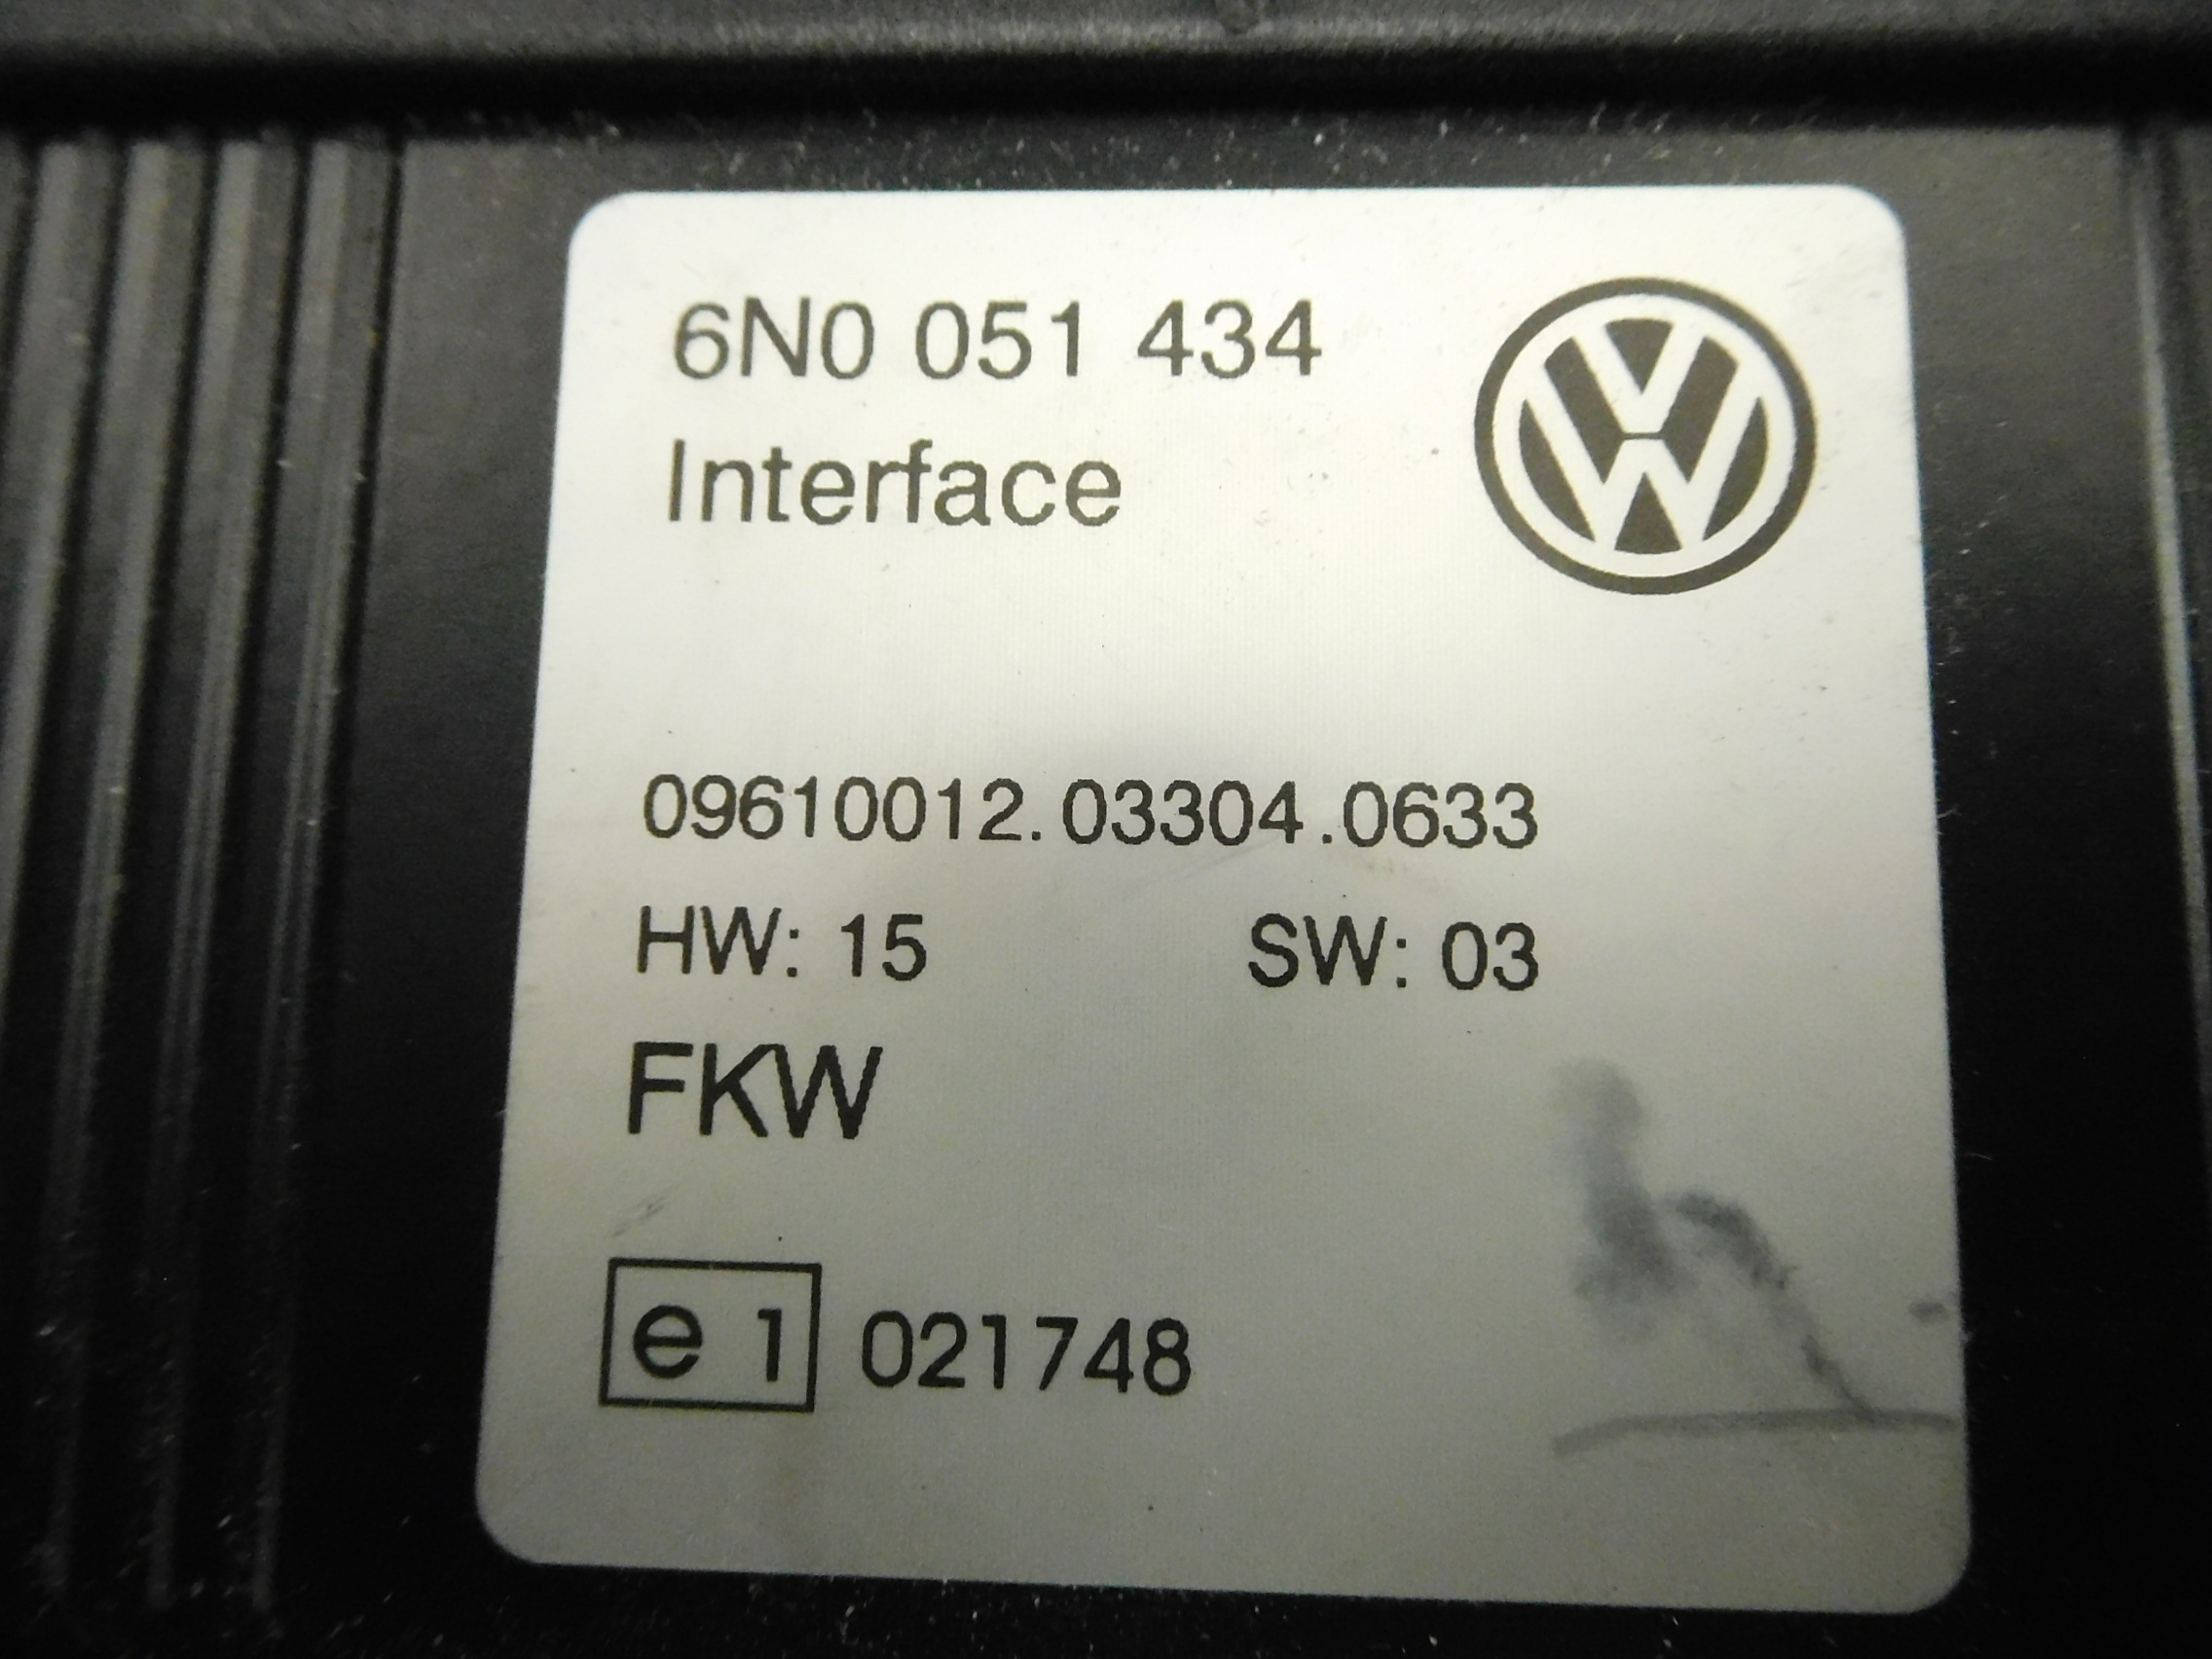 6N0 051 434
Interface
09610012.03304.0633
HW: 15 SW: 03
FKW
e 1 021748